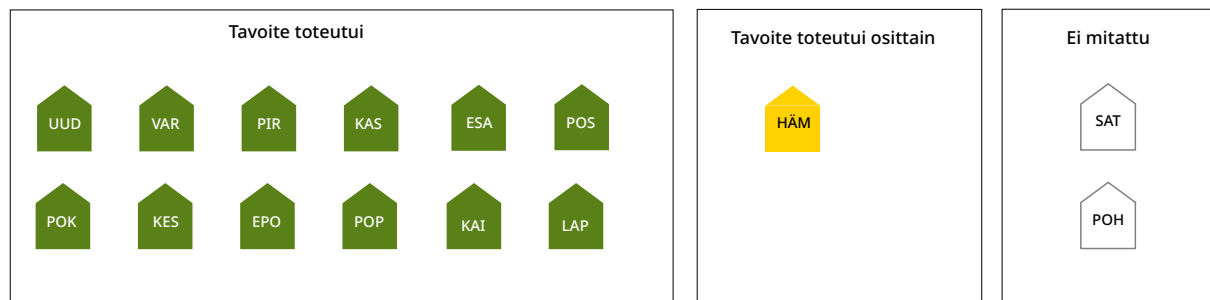 Tavoite toteutui
UUD VAR PIR KAS ESA POS
POK KES EPO POP KAI LAP
Tavoite toteutui osittain
HÄM
Ei mitattu
SAT
POH